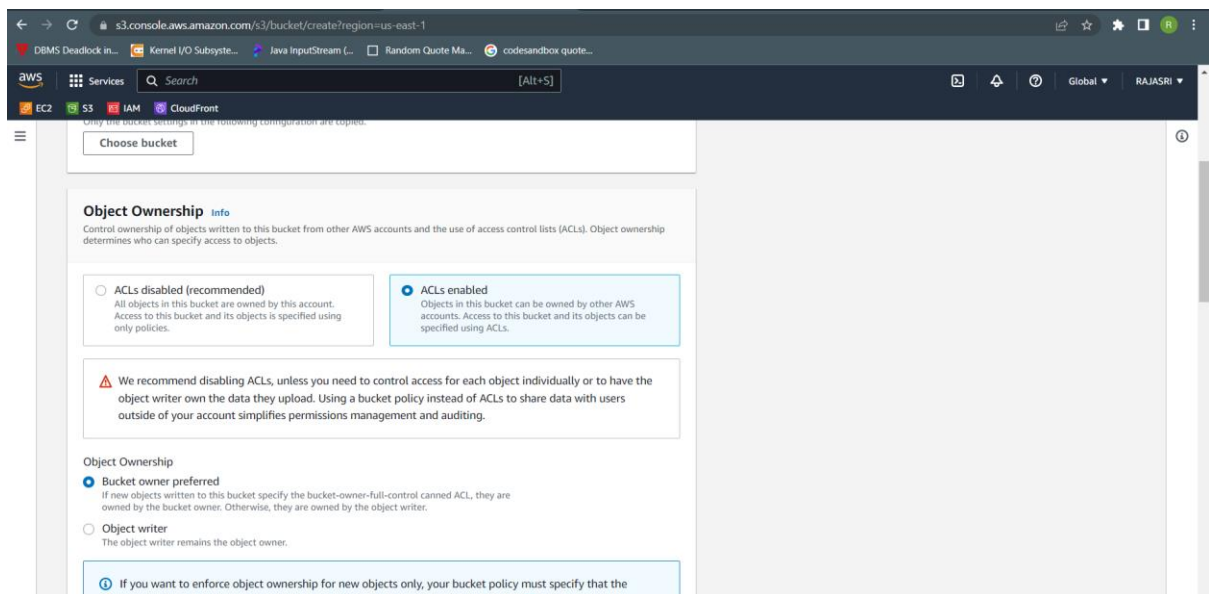 s3.console.aws.amazon.com/s3/bucket/create?region=us-east-1
R
DBMS Deadlock in... Kernel I/O Subsyste... Java InputStream (... Random Quote Ma... codesandbox quote...
aws Services Search [Alt+S] Global RAJASRI
EC2 S3 IAM CloudFront
Only the bucket settings in the following configuration are copied.
Choose bucket
Object Ownership Info
Control ownership of objects written to this bucket from other AWS accounts and the use of access control lists (ACLs). Object ownership
determines who can specify access to objects.
ACLs disabled (recommended)
All objects in this bucket are owned by this account.
Access to this bucket and its objects is specified using
only policies.
ACLs enabled
Objects in this bucket can be owned by other AWS
accounts. Access to this bucket and its objects can be
specified using ACLs.
We recommend disabling ACLs, unless you need to control access for each object individually or to have the
object writer own the data they upload. Using a bucket policy instead of ACLs to share data with users
outside of your account simplifies permissions management and auditing.
Object Ownership
Bucket owner preferred
If new objects written to this bucket specify the bucket-owner-full-control canned ACL, they are
owned by the bucket owner. Otherwise, they are owned by the object writer.
Object writer
The object writer remains the object owner.
If you want to enforce object ownership for new objects only, your bucket policy must specify that the